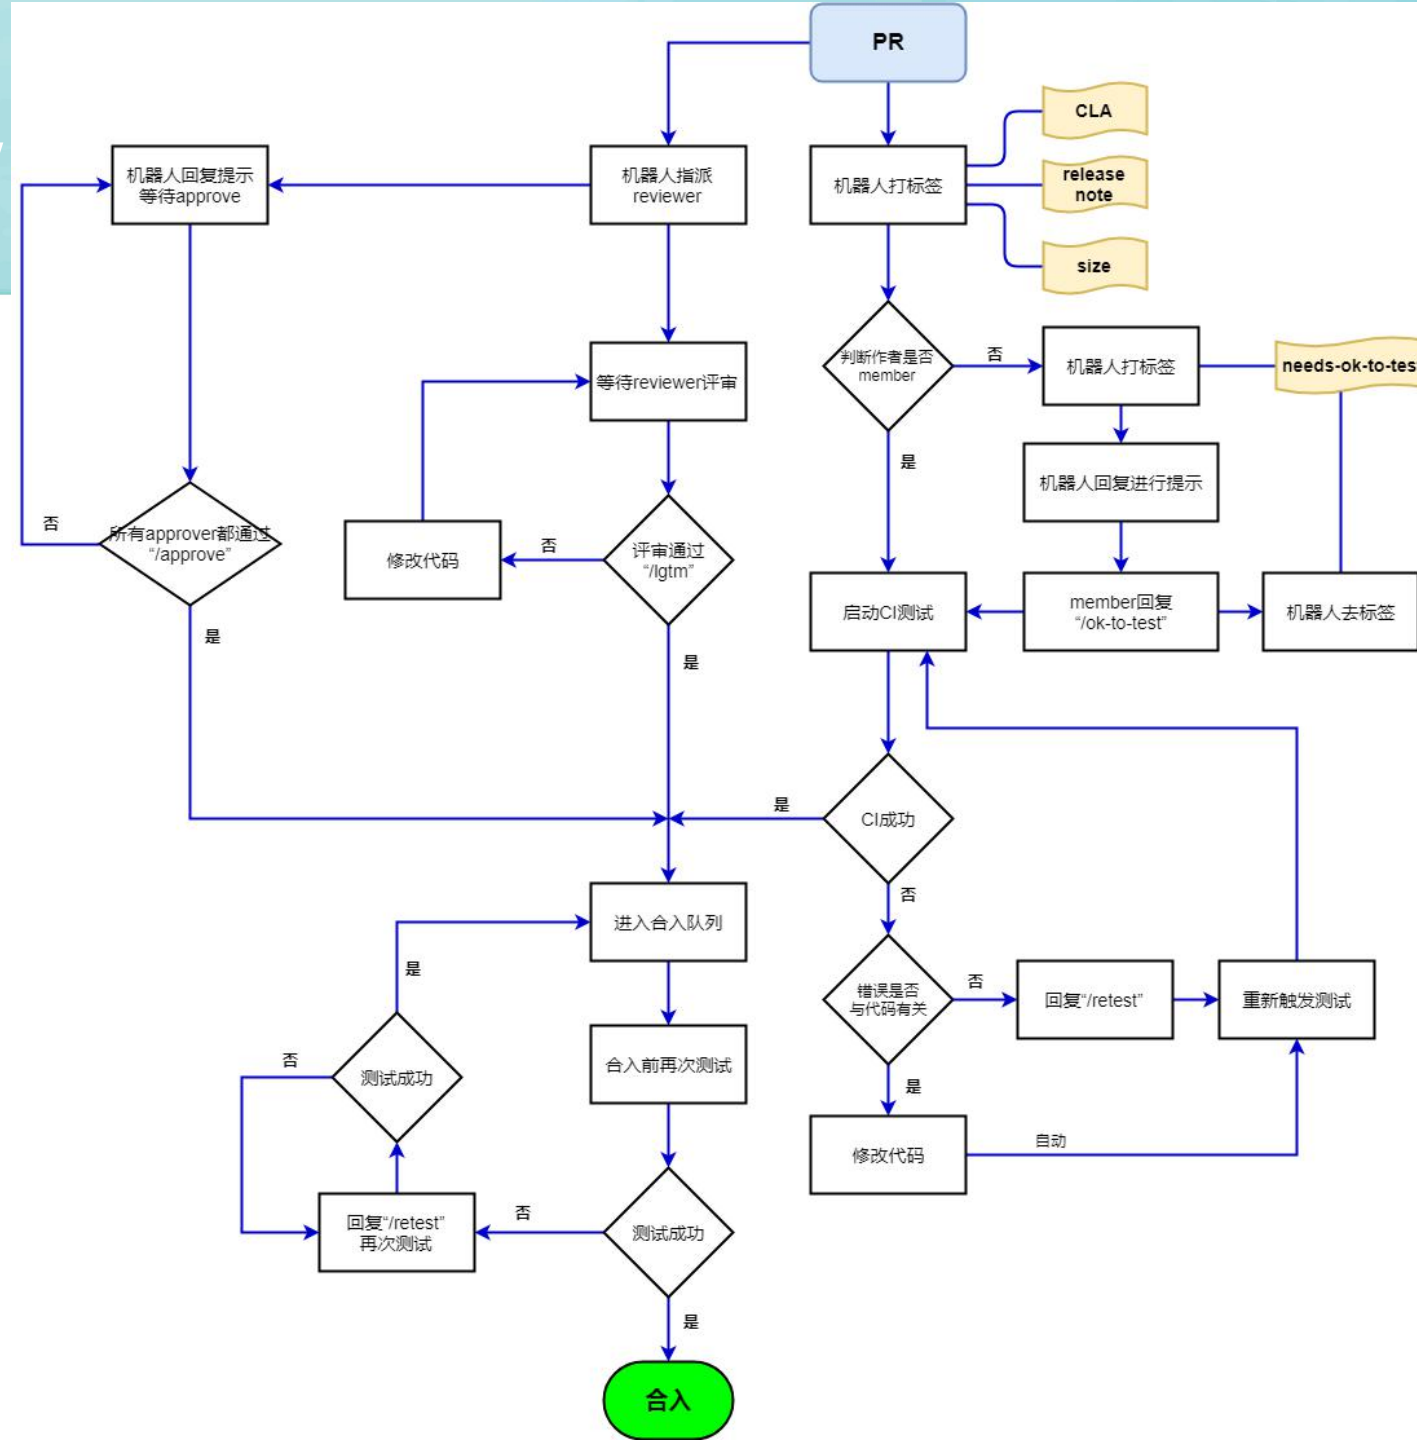 PR
CLA
release
note
size
机器人回复提示
等待approve
机器人指派
reviewer
机器人打标签
判断作者是否
member
否
机器人打标签
needs-ok-to-tes
等待reviewer评审
是
机器人回复进行提示
否
所有approver都通过
“/approve”
修改代码
否
评审通过
“/lgtm”
启动CI测试
member回复
“/ok-to-test”
机器人去标签
是
是
是
CI成功
否
进入合入队列
是
错误是否
与代码有关
否
回复“/retest”
重新触发测试
否
测试成功
合入前再次测试
是
修改代码
自动
回复“/retest”
再次测试
否
测试成功
是
合入